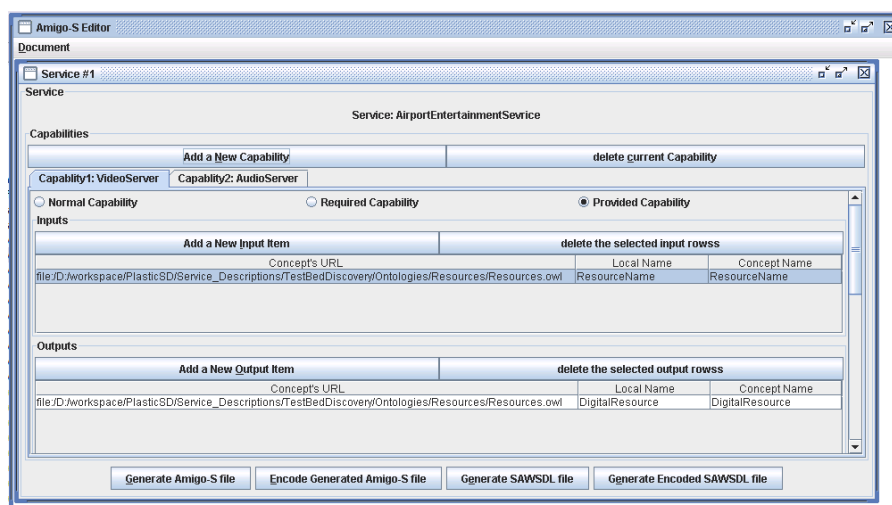 Amigo-S Editor
Document
Service #1
Service
Service: AirportEntertainmentSevrice
Capabilities
Add a New Capability delete current Capability
Capablity1: VideoServer Capablity2: AudioServer
Normal Capability Required Capability Provided Capability
Inputs
Add a New Input Item delete the selected input rowss
Concept's URL Local Name Concept Name
file:/D:/workspace/PlasticSD/Service_Descriptions/TestBedDiscovery/Ontologies/Resources/Resources.owl ResourceName ResourceName
Outputs
Add a New Output Item delete the selected output rowss
Concept's URL Local Name Concept Name
file:/D:/workspace/PlasticSD/Service_Descriptions/TestBedDiscovery/Ontologies/Resources/Resources.owl DigitalResource DigitalResource
Generate Amigo-S file Encode Generated Amigo-S file Generate SAWSDL file Generate Encoded SAWSDL file